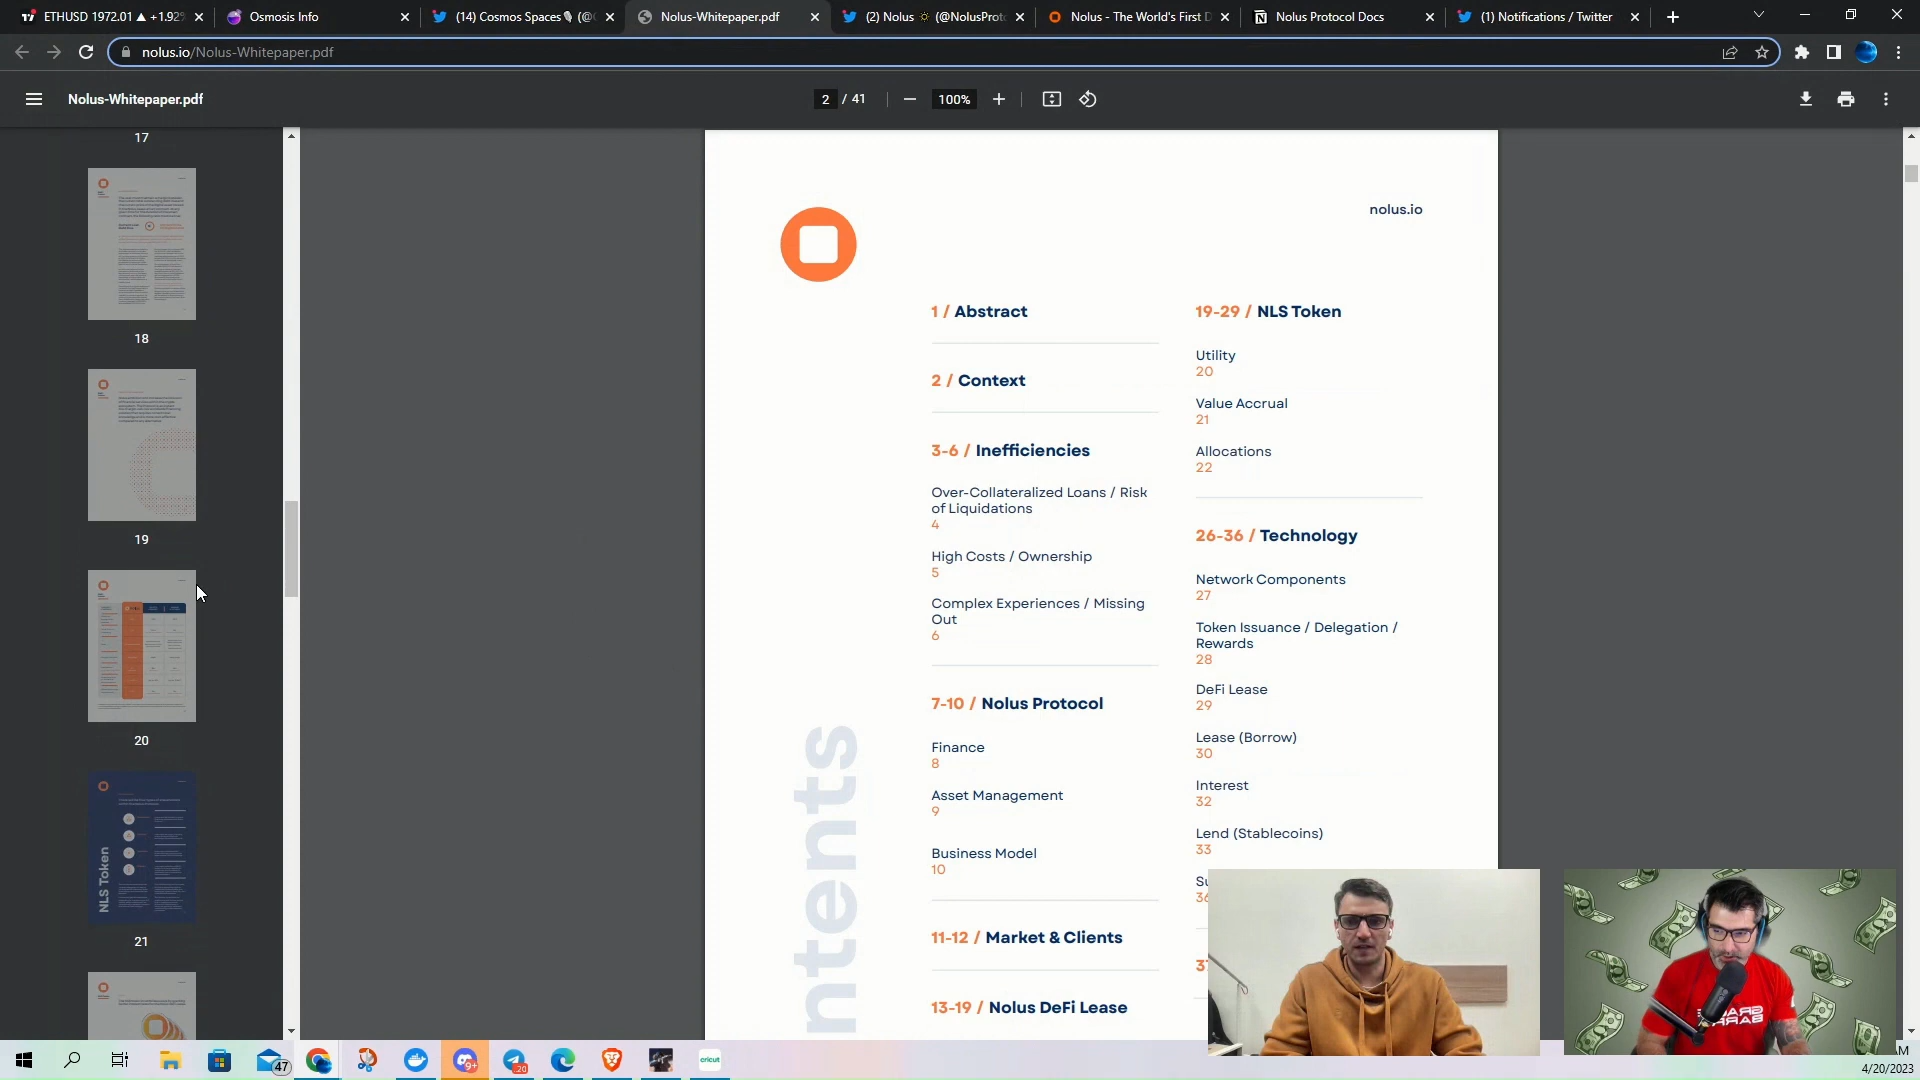 ETHUSD 1972.01 ▲ +1.92%
Osmosis Info
(14) Cosmos Spaces
Nolus-Whitepaper.pdf
(2) Nolus ☀ (@NolusProto
Nolus - The World's First D
Nolus Protocol Docs
(1) Notifications / Twitter
nolus.io/Nolus-Whitepaper.pdf
Nolus-Whitepaper.pdf
2 / 41
100%
17
18
19
20
NLS Token
21
nolus.io
1 / Abstract
2 / Context
3-6 / Inefficiencies
Over-Collateralized Loans / Risk
of Liquidations
4
High Costs / Ownership
5
Complex Experiences / Missing
Out
6
7-10 / Nolus Protocol
Finance
8
Asset Management
9
Business Model
10
11-12 / Market & Clients
13-19 / Nolus DeFi Lease
19-29 / NLS Token
Utility
20
Value Accrual
21
Allocations
22
26-36 / Technology
Network Components
27
Token Issuance / Delegation /
Rewards
28
DeFi Lease
29
Lease (Borrow)
30
Interest
32
Lend (Stablecoins)
33
ntents
47
9+
20
cricut
4/20/2023